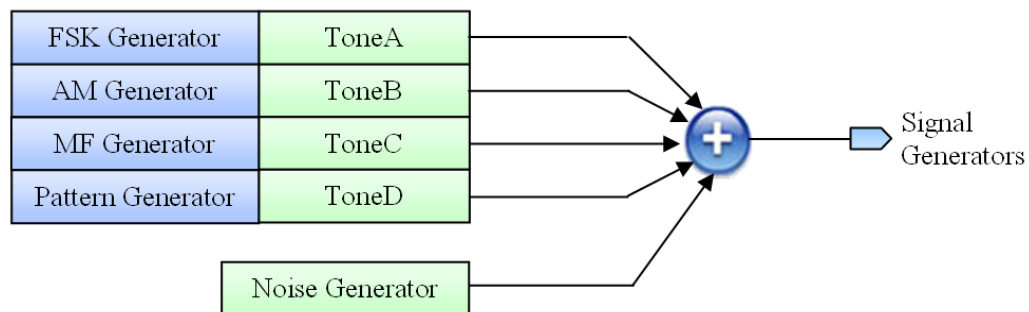 FSK Generator ToneA
AM Generator ToneB
MF Generator ToneC
Pattern Generator ToneD
Noise Generator
Signal
Generators